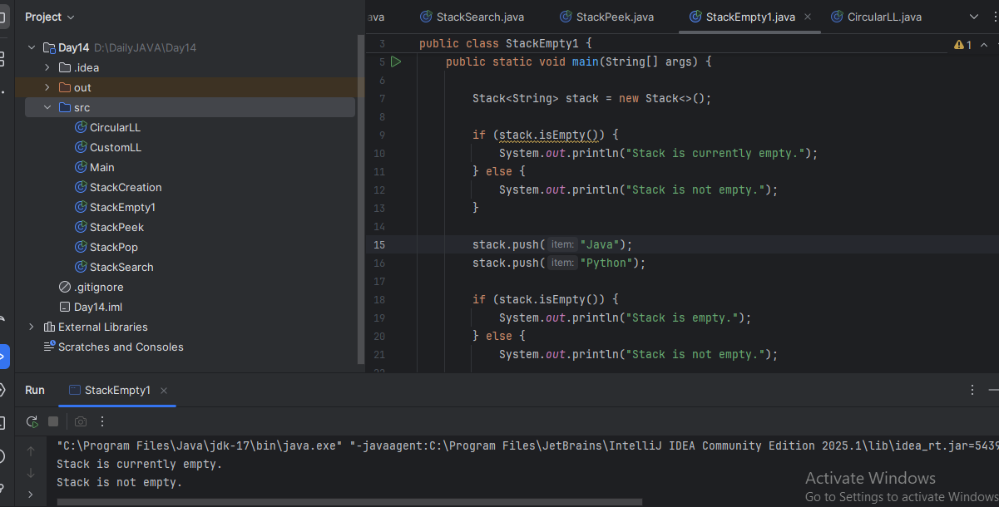 Project
Day14 D:\DailyJAVA\Day14
.idea
out
src
CircularLL
CustomLL
Main
StackCreation
StackEmpty1
StackPeek
StackPop
StackSearch
.gitignore
Day14.iml
External Libraries
Scratches and Consoles
ava StackSearch.java StackPeek.java StackEmpty1.java CircularLL.java
3 public class StackEmpty1 { 1
5 public static void main(String[] args) {
6
7 Stack<String> stack = new Stack<>();
8
9 if (stack.isEmpty()) {
10 System.out.println("Stack is currently empty.");
11 } else {
12 System.out.println("Stack is not empty.");
13 }
14
15 stack.push( item: "Java");
16 stack.push( item: "Python");
17
18 if (stack.isEmpty()) {
19 System.out.println("Stack is empty.");
20 } else {
21 System.out.println("Stack is not empty.");
Run StackEmpty1
"C:\Program Files\Java\jdk-17\bin\java.exe" "-javaagent:C:\Program Files\JetBrains\IntelliJ IDEA Community Edition 2025.1\lib\idea_rt.jar=5439
Stack is currently empty.
Stack is not empty.
Activate Windows
Go to Settings to activate Windows